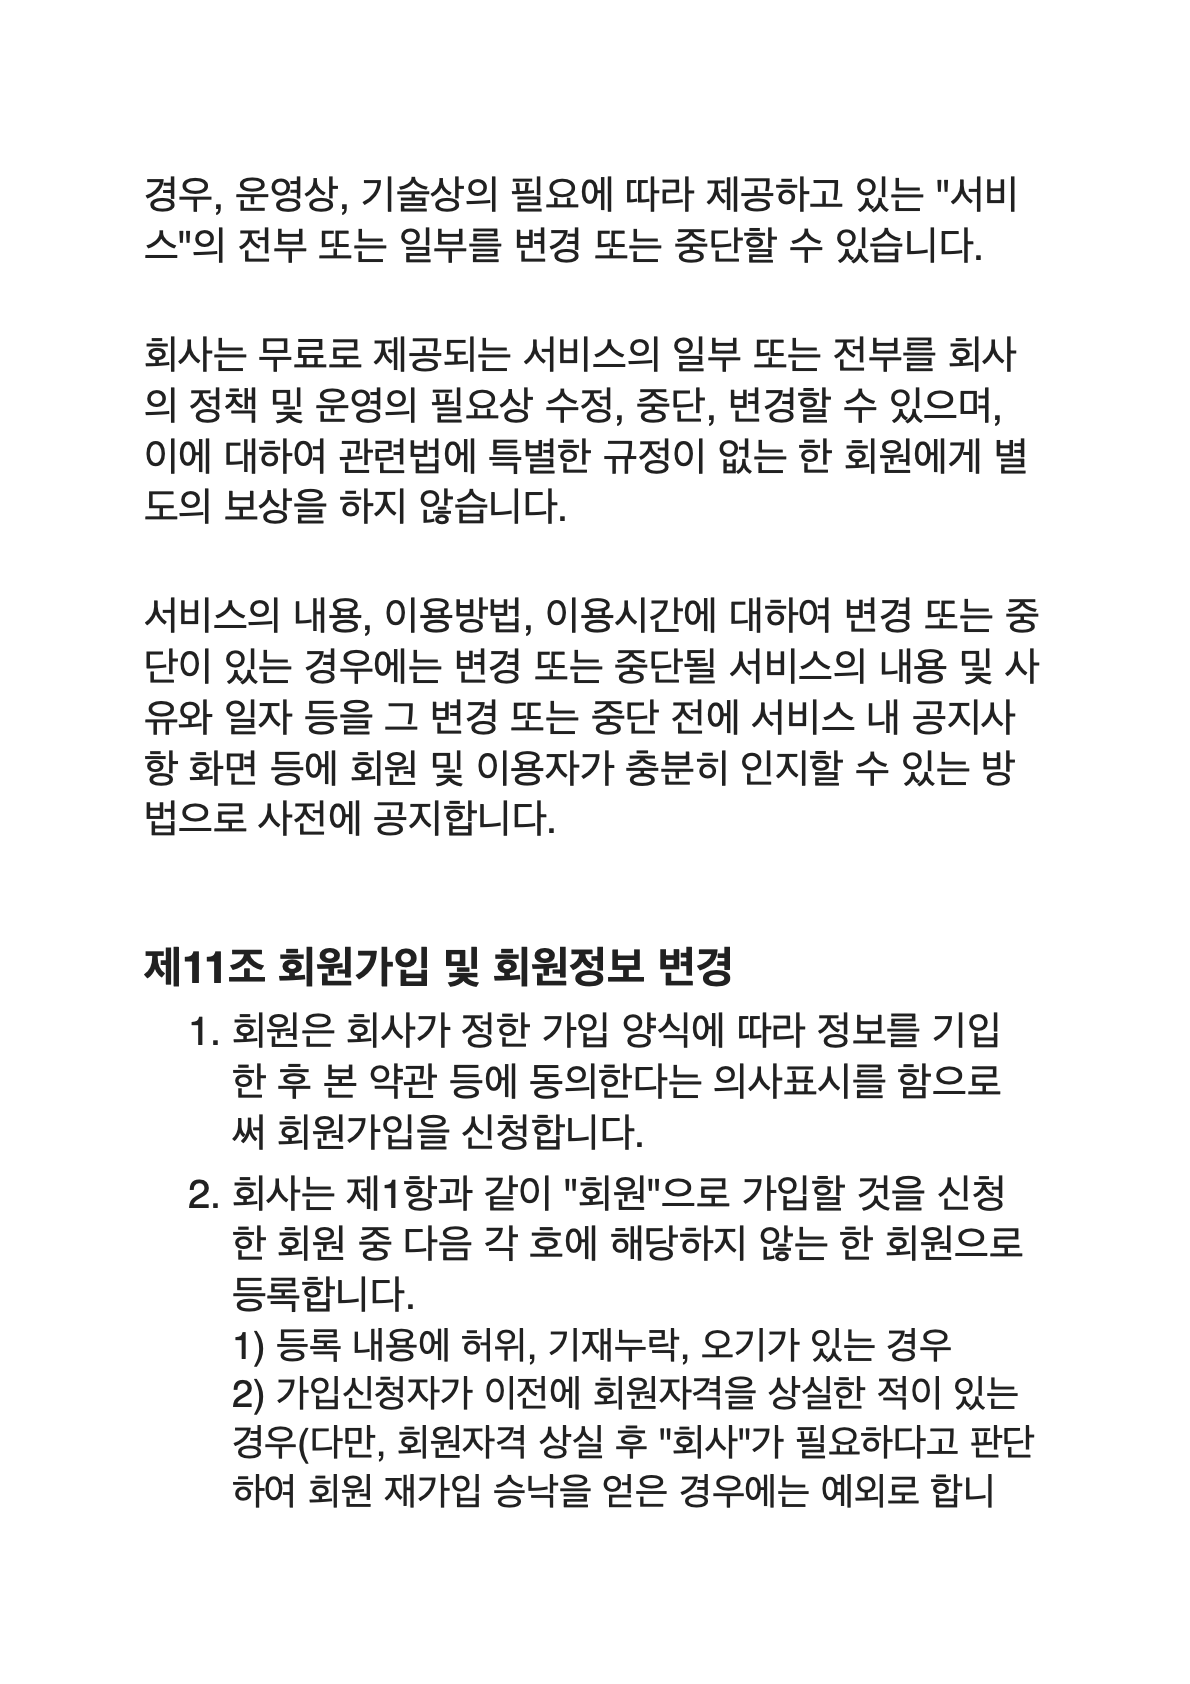 경우, 운영상, 기술상의 필요에 따라 제공하고 있는 "서비
스"의 전부 또는 일부를 변경 또는 중단할 수 있습니다.
회사는 무료로 제공되는 서비스의 일부 또는 전부를 회사
의 정책 및 운영의 필요상 수정, 중단, 변경할 수 있으며,
이에 대하여 관련법에 특별한 규정이 없는 한 회원에게 별
도의 보상을 하지 않습니다.
서비스의 내용, 이용방법, 이용시간에 대하여 변경 또는 중
단이 있는 경우에는 변경 또는 중단될 서비스의 내용 및 사
유와 일자 등을 그 변경 또는 중단 전에 서비스 내 공지사
항 화면 등에 회원 및 이용자가 충분히 인지할 수 있는 방
법으로 사전에 공지합니다.
제11조 회원가입 및 회원정보 변경
1. 회원은 회사가 정한 가입 양식에 따라 정보를 기입
한 후 본 약관 등에 동의한다는 의사표시를 함으로
써 회원가입을 신청합니다.
2. 회사는 제1항과 같이 "회원"으로 가입할 것을 신청
한 회원 중 다음 각 호에 해당하지 않는 한 회원으로
등록합니다.
1) 등록 내용에 허위, 기재누락, 오기가 있는 경우
2) 가입신청자가 이전에 회원자격을 상실한 적이 있는
경우(다만, 회원자격 상실 후 "회사"가 필요하다고 판단
하여 회원 재가입 승낙을 얻은 경우에는 예외로 합니